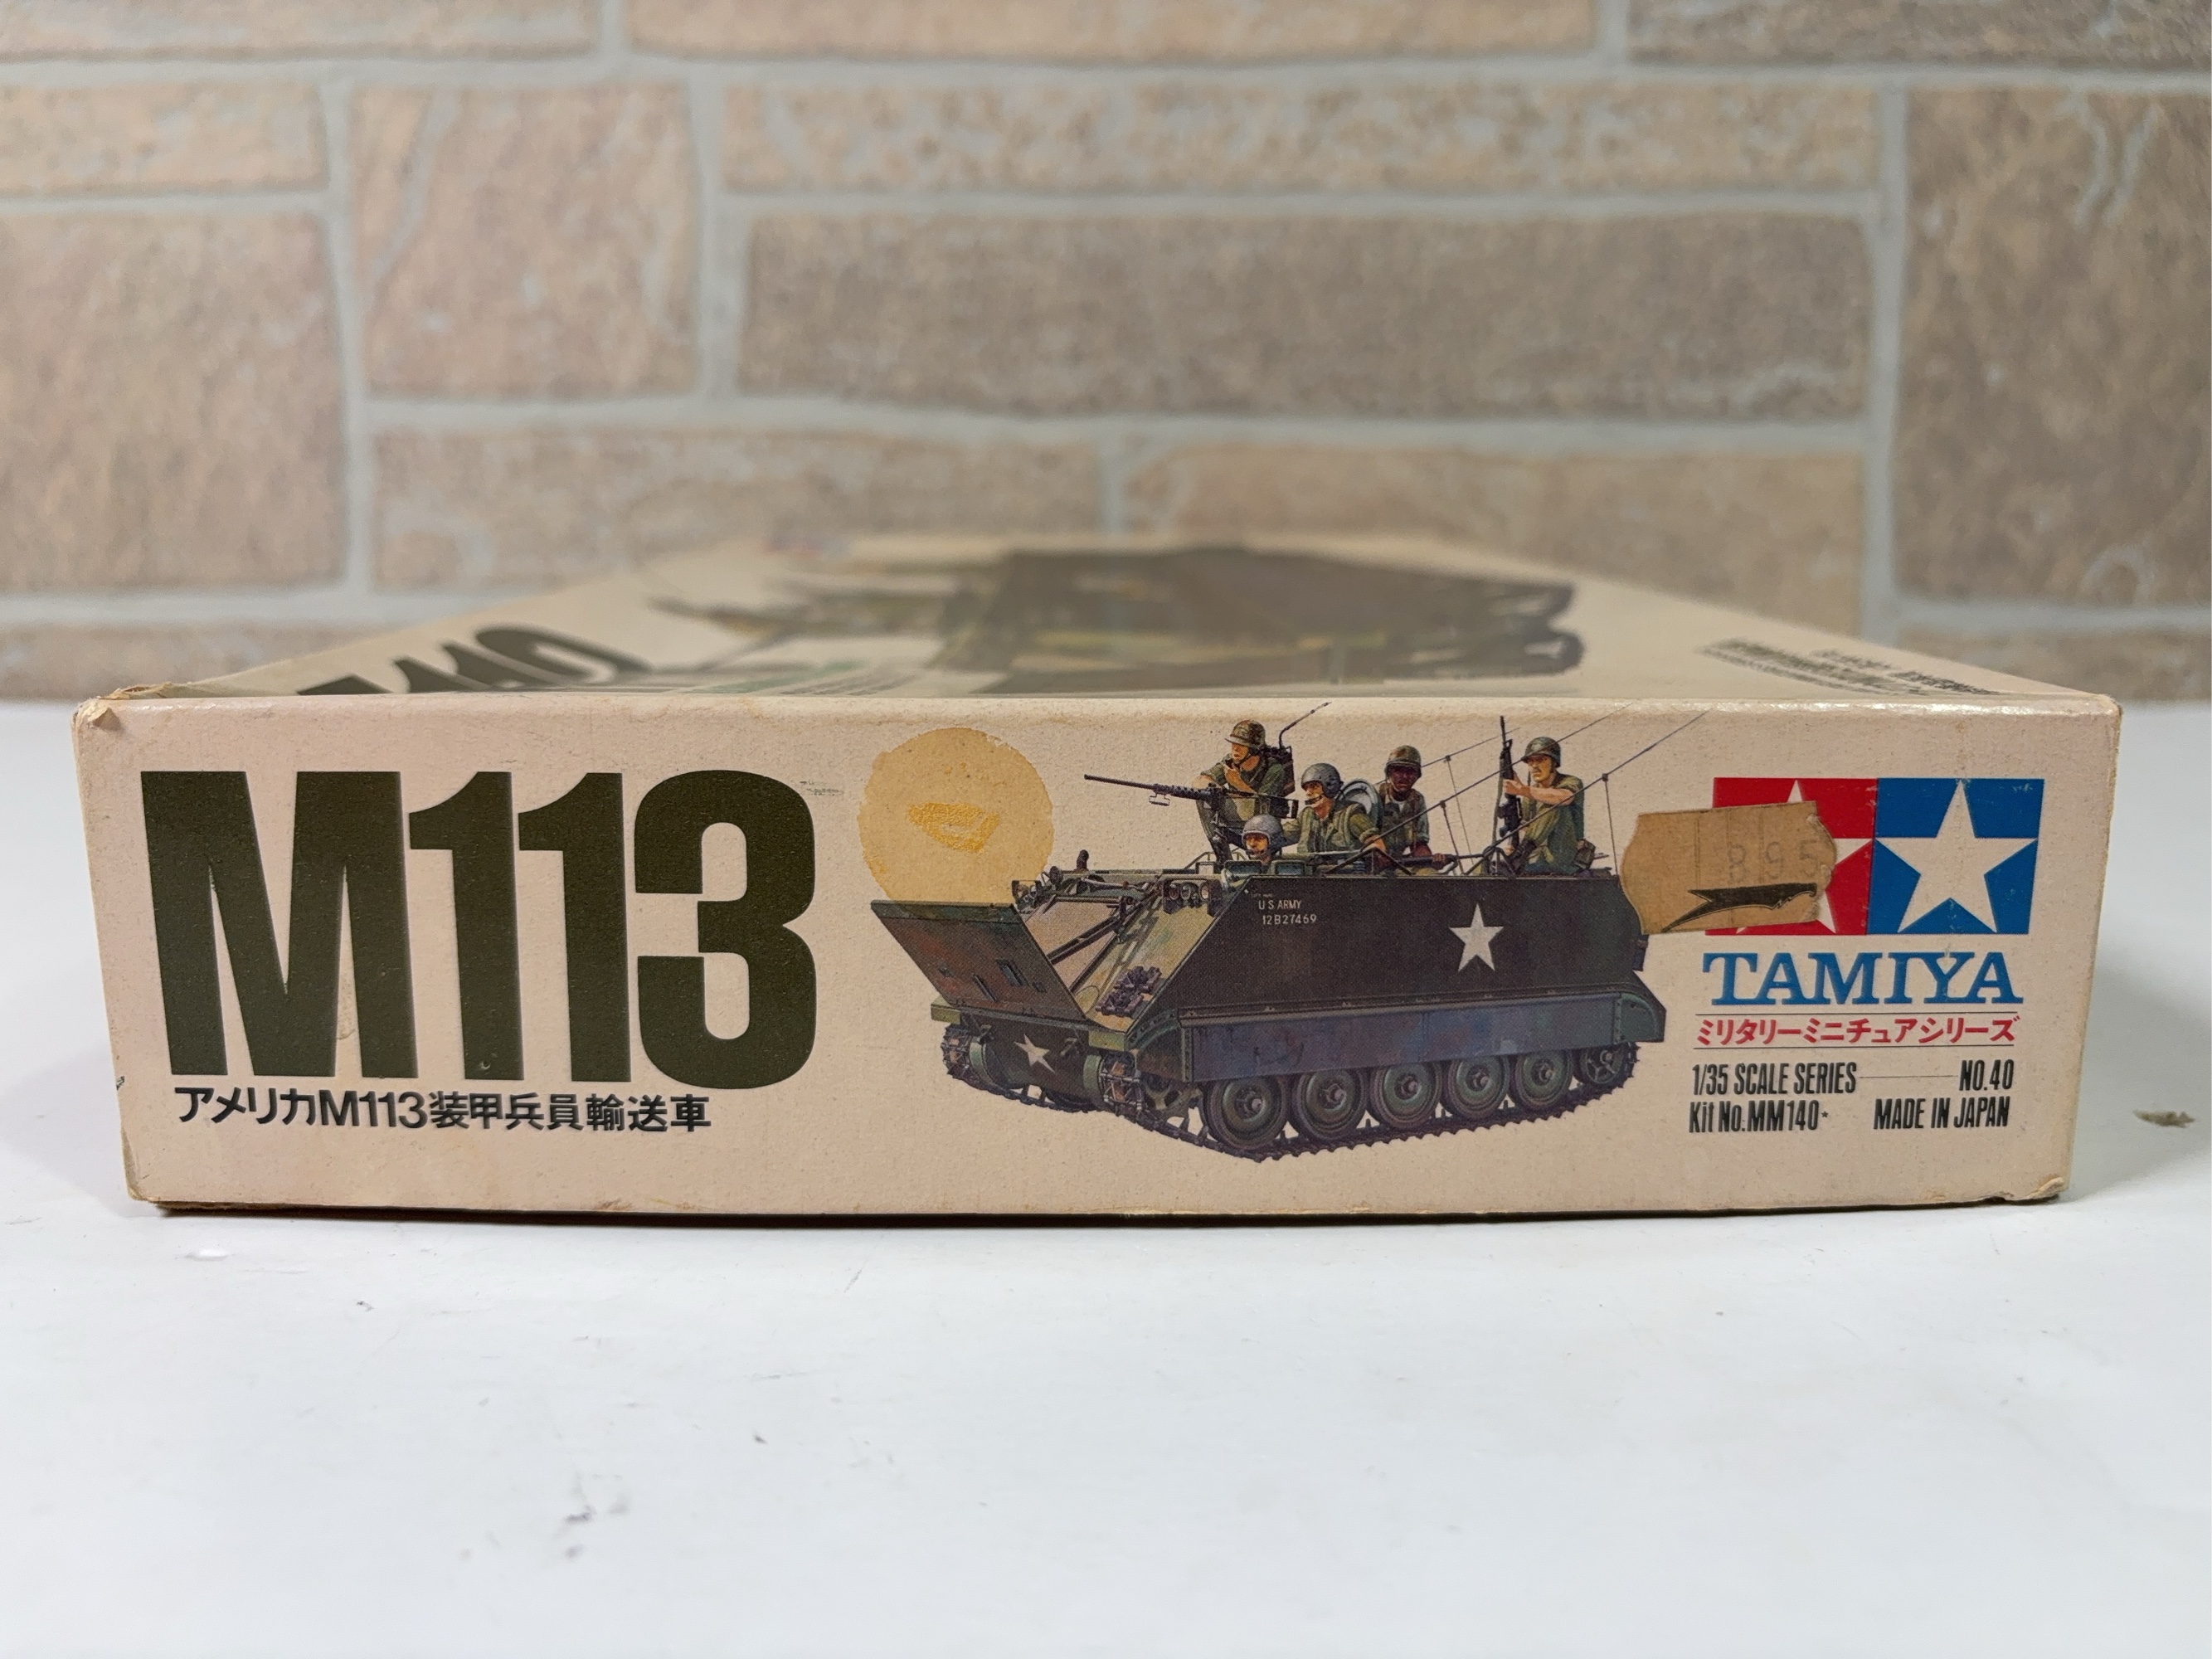 M113
アメリカM113装甲兵員輸送車
U S ARMY
12B27469
895
TAMIYA
ミリタリーミニチュアシリーズ
1/35 SCALE SERIES NO.40
Kit No.MM140* MADE IN JAPAN